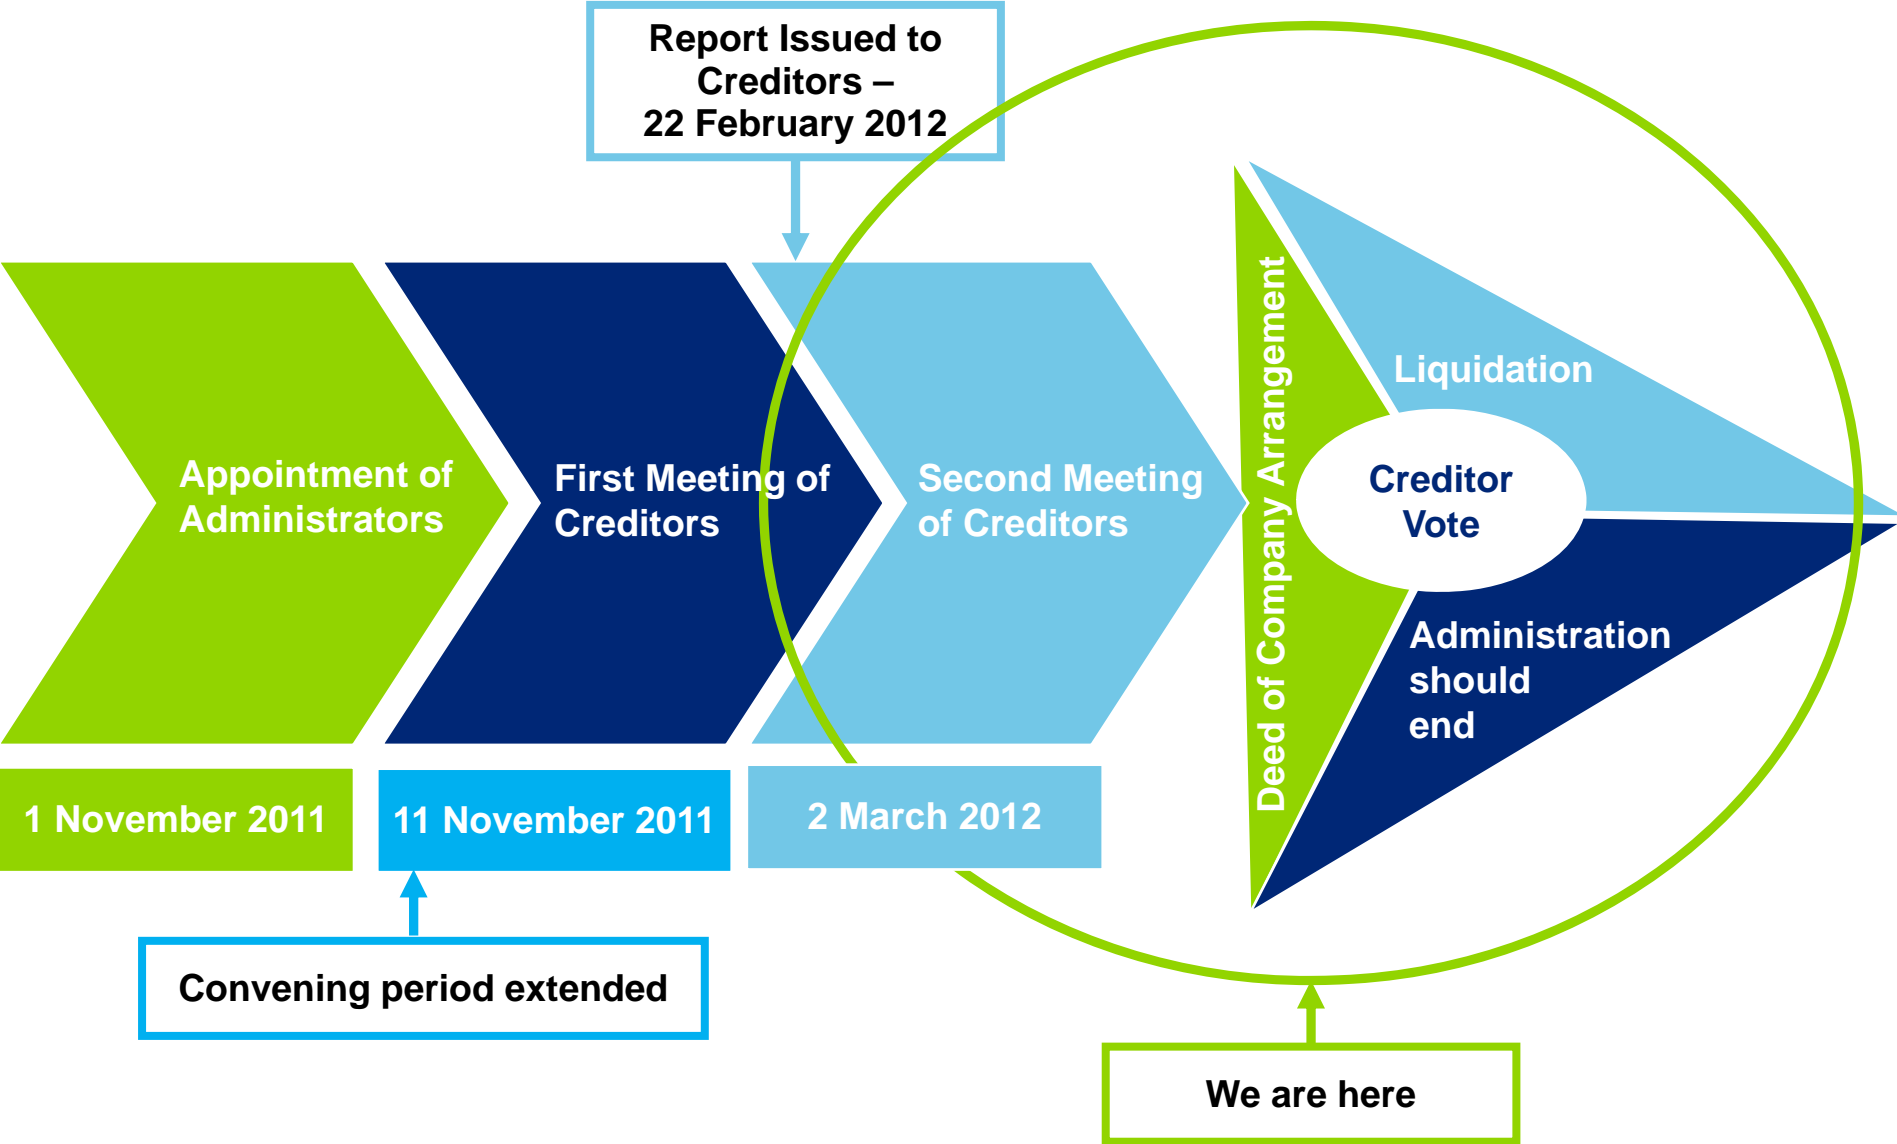 Report Issued to
Creditors –
22 February 2012
Appointment of
Administrators
First Meeting of
Creditors
Second Meeting
of Creditors
Deed of Company Arrangement
Liquidation
Creditor
Vote
Administration
should
end
1 November 2011
11 November 2011
2 March 2012
Convening period extended
We are here